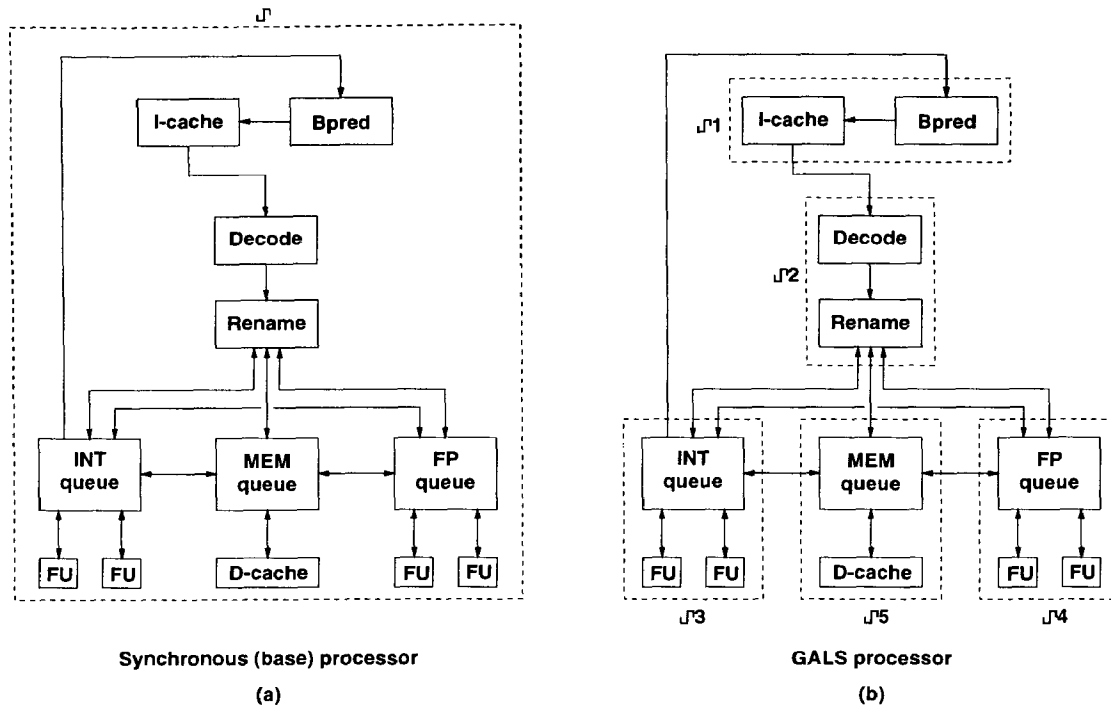 I-cache
Bpred
Decode
Rename
INT
queue
MEM
queue
FP
queue
FU
FU
D-cache
FU
FU
Synchronous (base) processor
(a)
I-cache
Bpred
1
Decode
2
Rename
INT
queue
MEM
queue
FP
queue
FU
FU
D-cache
FU
FU
3
5
4
GALS processor
(b)